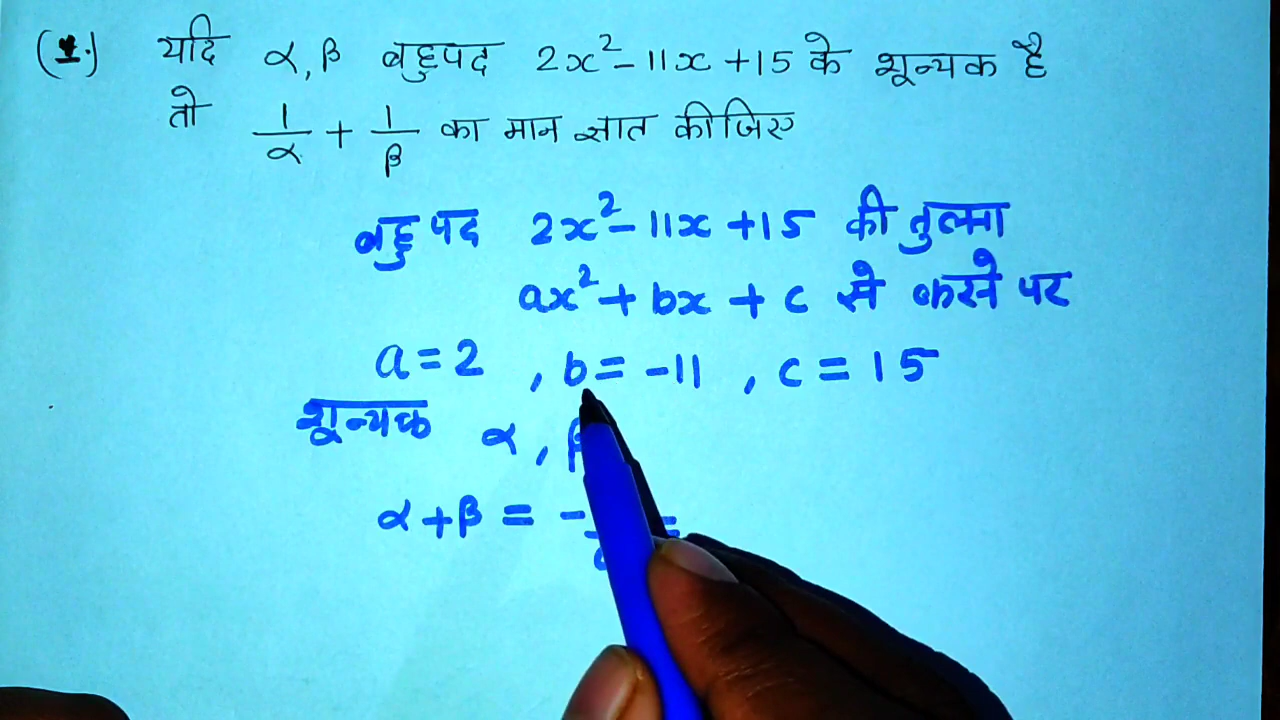 (1.) यदि α, β बहुपद 2x² - 11x + 15 के शून्यक है
तो 1/α + 1/β का मान ज्ञात कीजिए
बहुपद 2x² - 11x + 15 की तुलना
ax² + bx + c से करने पर
a = 2 , b = -11 , c = 15
शून्यक α , β
α + β = - =